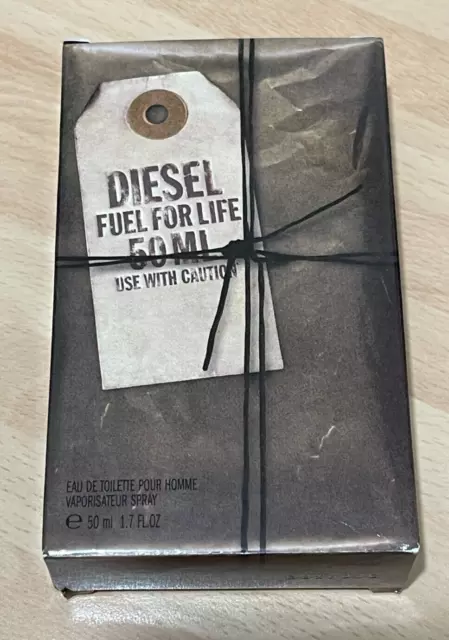 DIESEL
FUEL FOR LIFE
50 ML
USE WITH CAUTION
EAU DE TOILETTE POUR HOMME
VAPORISATEUR SPRAY
℮ 50 ml 1.7 FL.OZ